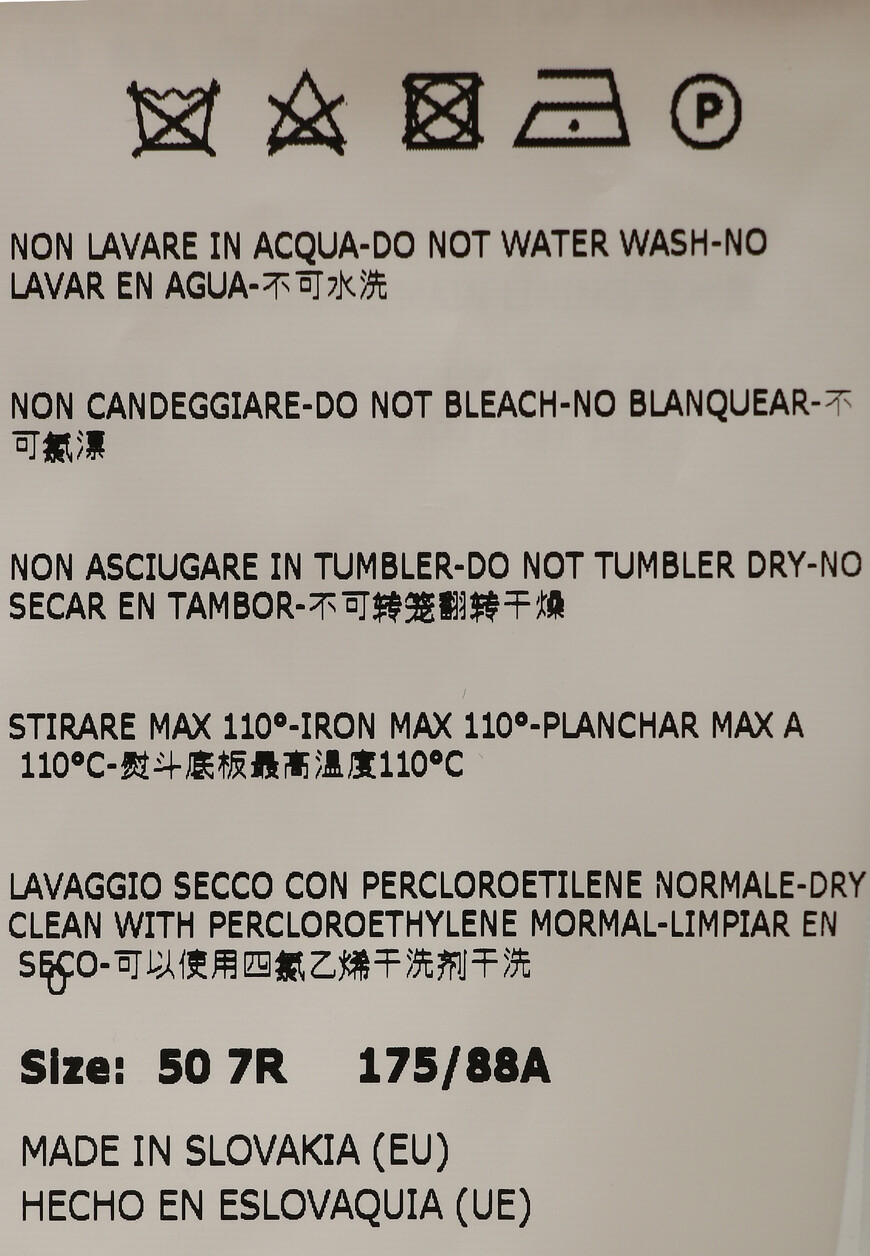 P
NON LAVARE IN ACQUA-DO NOT WATER WASH-NO
LAVAR EN AGUA-不可水洗
NON CANDEGGIARE-DO NOT BLEACH-NO BLANQUEAR-不
可氯漂
NON ASCIUGARE IN TUMBLER-DO NOT TUMBLER DRY-NO
SECAR EN TAMBOR-不可转笼翻转干燥
STIRARE MAX 110°-IRON MAX 110°-PLANCHAR MAX A
110°C-熨斗底板最高温度110°C
LAVAGGIO SECCO CON PERCLOROETILENE NORMALE-DRY
CLEAN WITH PERCLOROETHYLENE MORMAL-LIMPIAR EN
SECO-可以使用四氯乙烯干洗剂干洗
Size: 50 7R 175/88A
MADE IN SLOVAKIA (EU)
HECHO EN ESLOVAQUIA (UE)